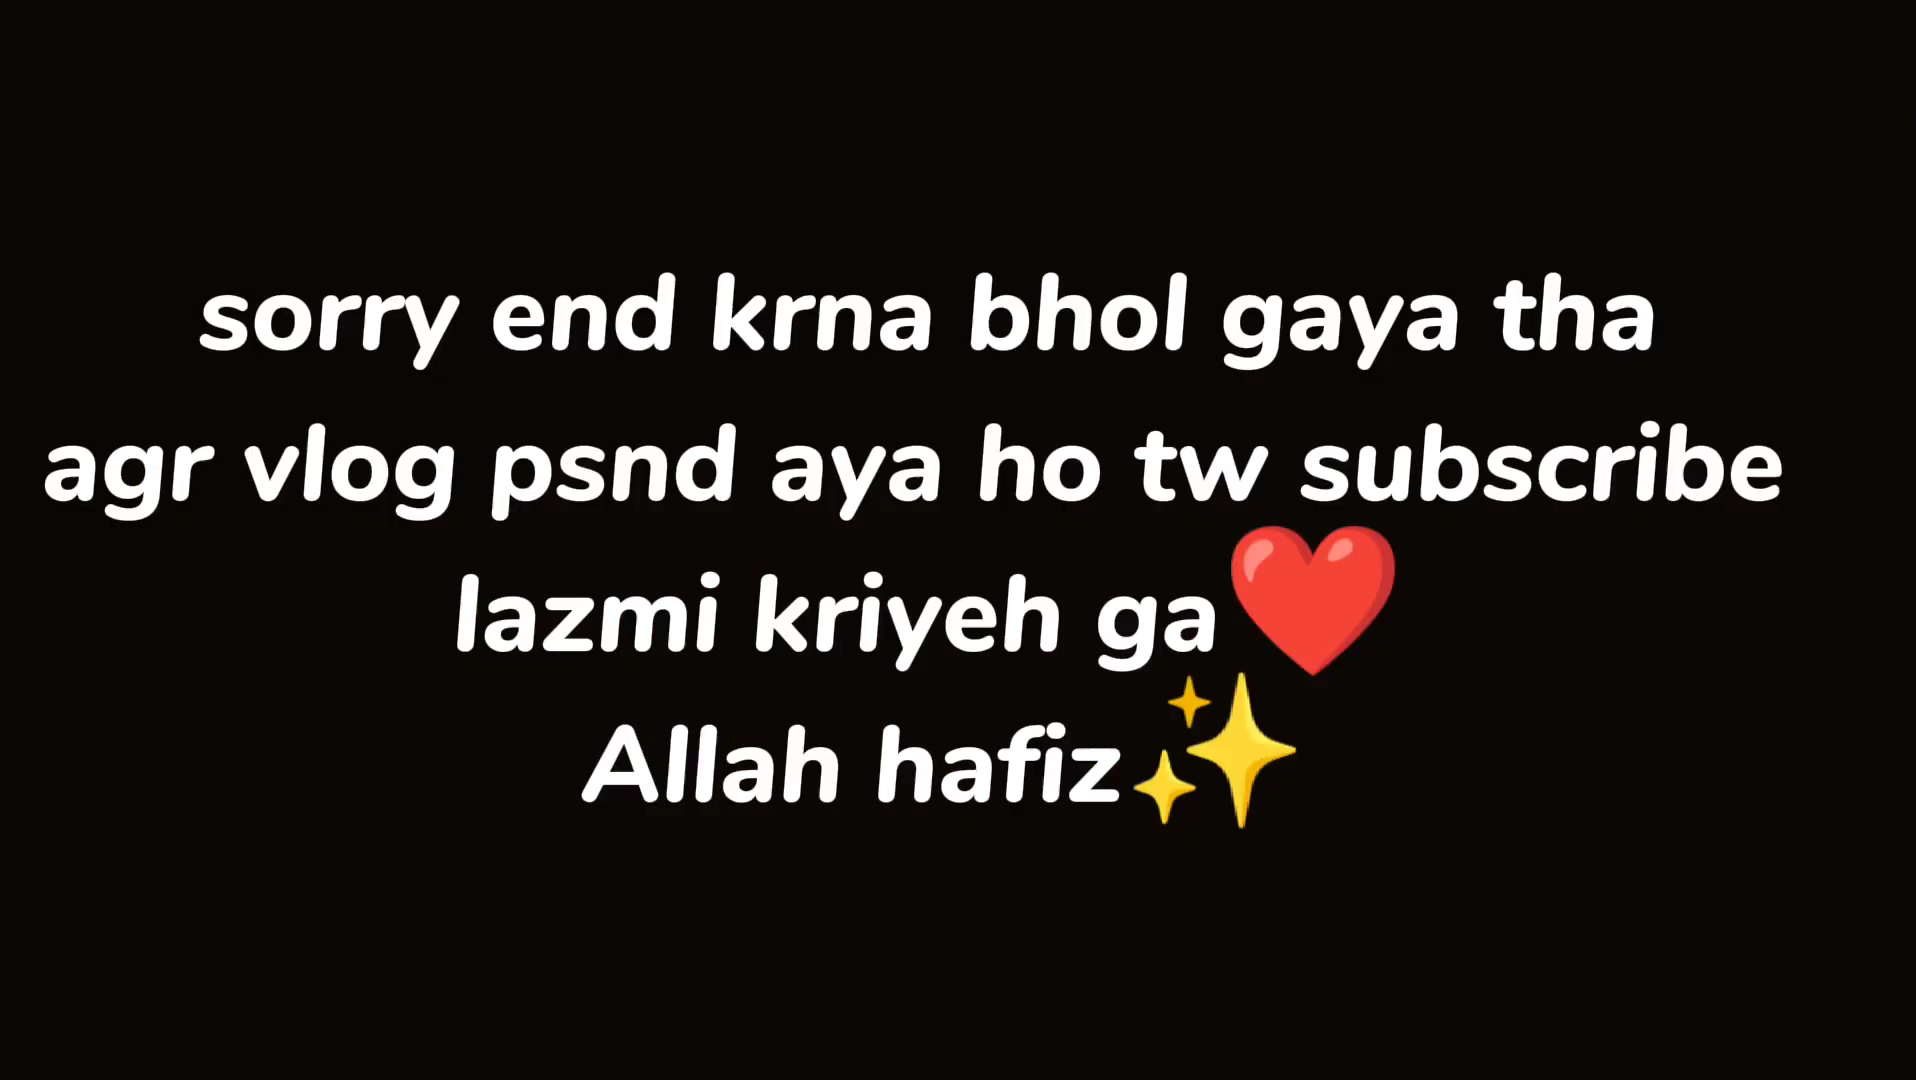 sorry end krna bhol gaya tha
agr vlog psnd aya ho tw subscribe
lazmi kriyeh ga❤️
Allah hafiz✨